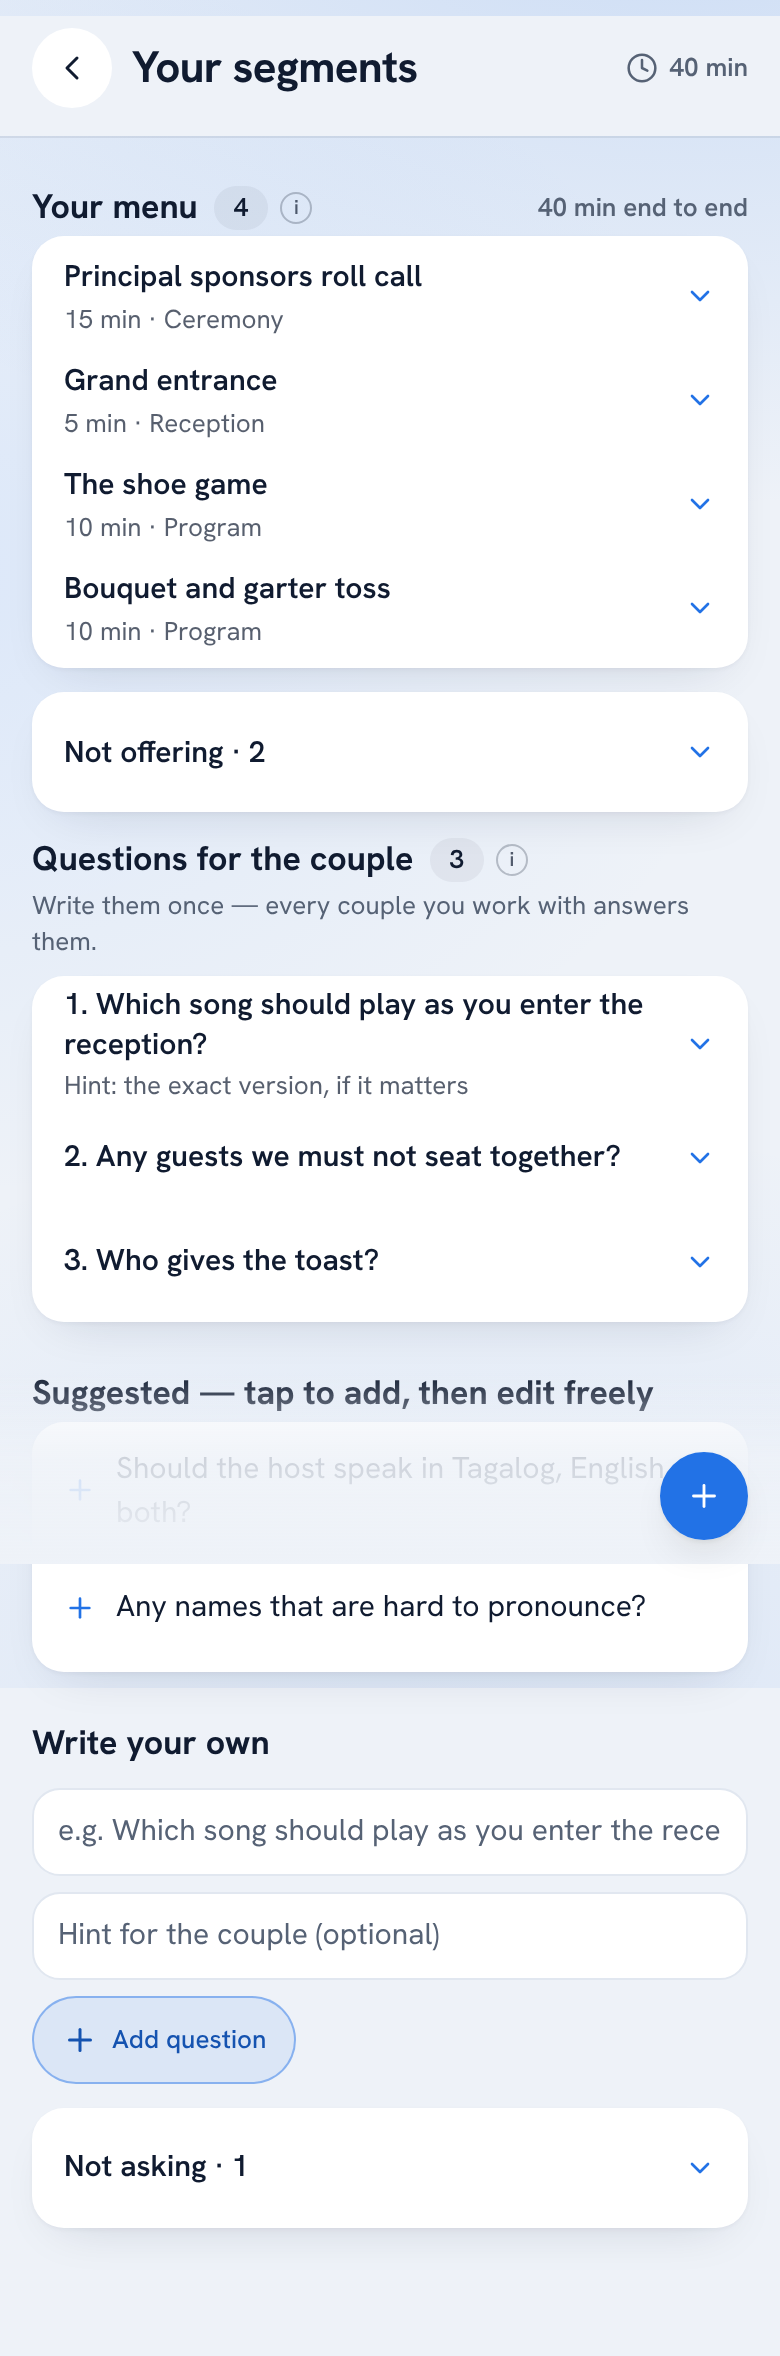 Your segments
40 min
Your menu 4 i
40 min end to end
Principal sponsors roll call
15 min · Ceremony
Grand entrance
5 min · Reception
The shoe game
10 min · Program
Bouquet and garter toss
10 min · Program
Not offering · 2
Questions for the couple 3 i
Write them once — every couple you work with answers
them.
1. Which song should play as you enter the
reception?
Hint: the exact version, if it matters
2. Any guests we must not seat together?
3. Who gives the toast?
Suggested — tap to add, then edit freely
Should the host speak in Tagalog, English
both?
Any names that are hard to pronounce?
Write your own
e.g. Which song should play as you enter the rece
Hint for the couple (optional)
Add question
Not asking · 1